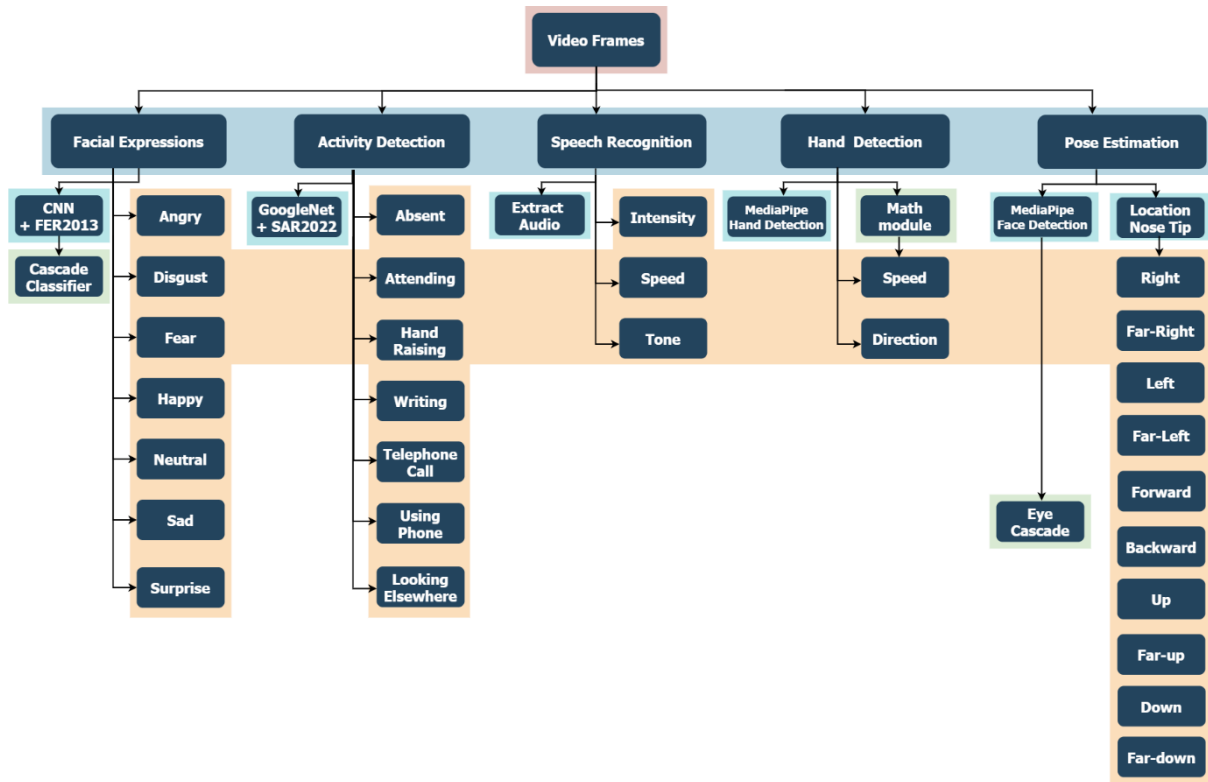 Video Frames
Facial Expressions
Activity Detection
Speech Recognition
Hand Detection
Pose Estimation
CNN
+ FER2013
Cascade
Classifier
Angry
Disgust
Fear
Happy
Neutral
Sad
Surprise
GoogleNet
+ SAR2022
Absent
Attending
Hand
Raising
Writing
Telephone
Call
Using
Phone
Looking
Elsewhere
Extract
Audio
Intensity
Speed
Tone
MediaPipe
Hand Detection
Math
module
Speed
Direction
MediaPipe
Face Detection
Eye
Cascade
Location
Nose Tip
Right
Far-Right
Left
Far-Left
Forward
Backward
Up
Far-up
Down
Far-down